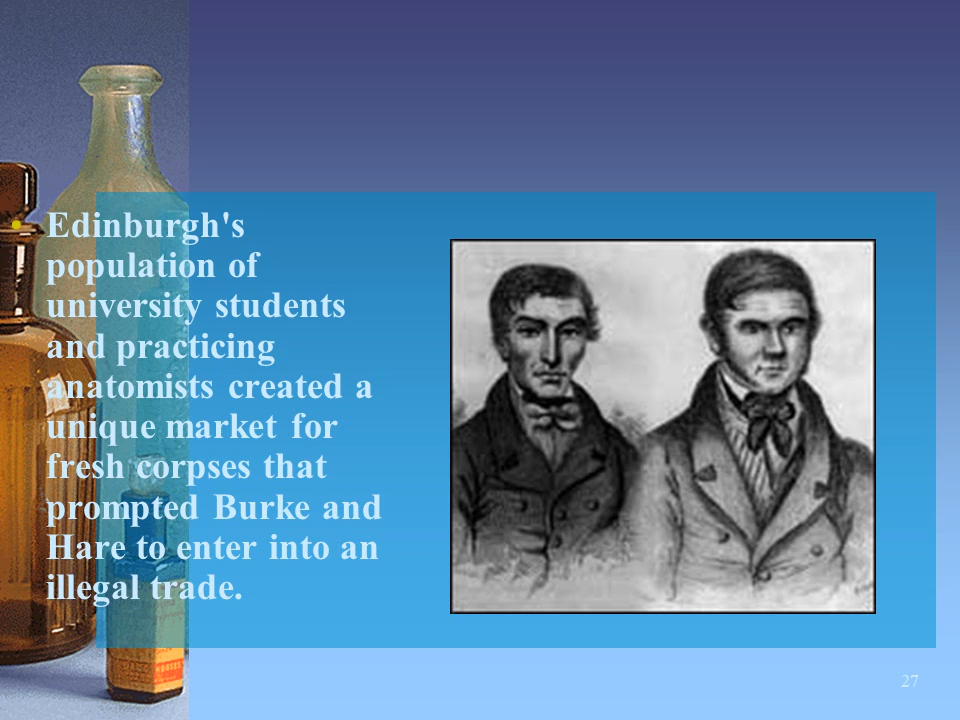 • Edinburgh's
population of
university students
and practicing
anatomists created a
unique market for
fresh corpses that
prompted Burke and
Hare to enter into an
illegal trade.
27